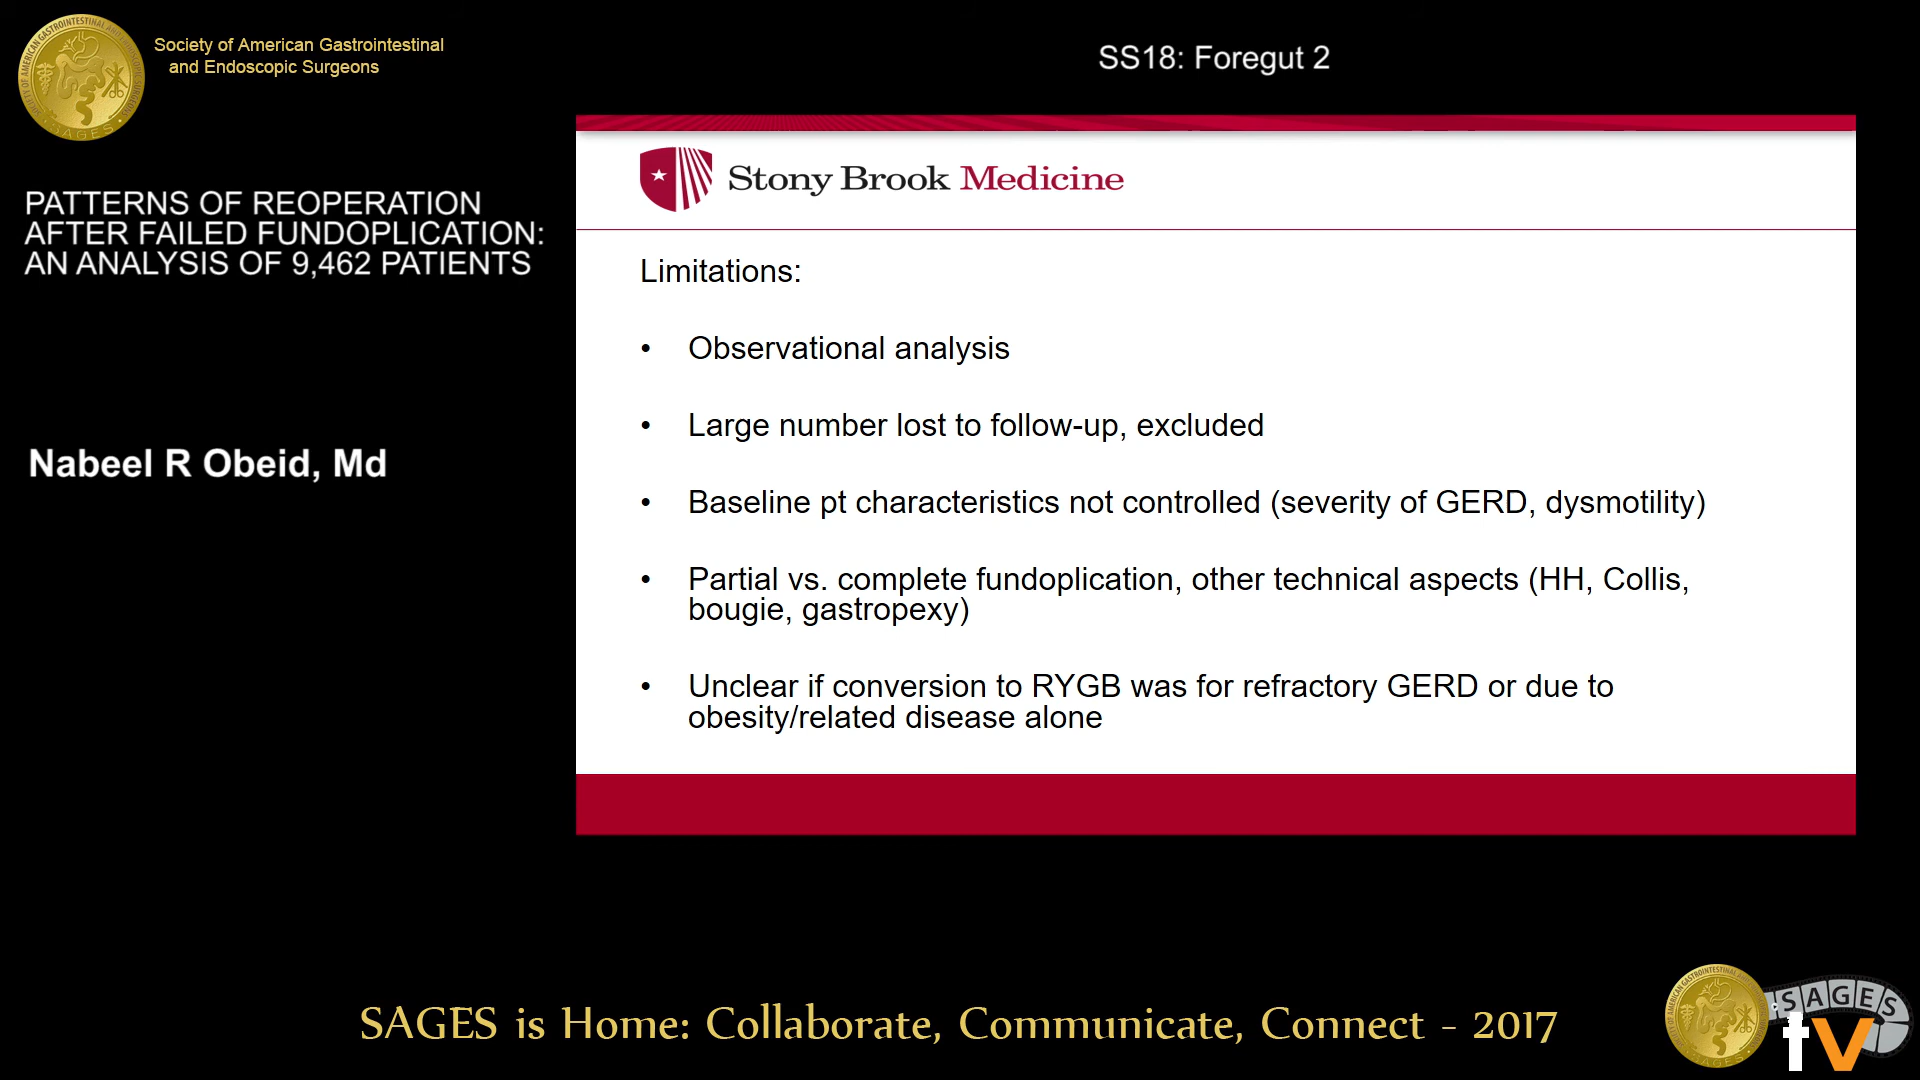 Society of American Gastrointestinal
and Endoscopic Surgeons
SS18: Foregut 2
PATTERNS OF REOPERATION
AFTER FAILED FUNDOPLICATION:
AN ANALYSIS OF 9,462 PATIENTS
Nabeel R Obeid, Md
Stony Brook Medicine
Limitations:
• Observational analysis
• Large number lost to follow-up, excluded
• Baseline pt characteristics not controlled (severity of GERD, dysmotility)
• Partial vs. complete fundoplication, other technical aspects (HH, Collis,
bougie, gastropexy)
• Unclear if conversion to RYGB was for refractory GERD or due to
obesity/related disease alone
SAGES is Home: Collaborate, Communicate, Connect - 2017
SAGES
tv
SAGES